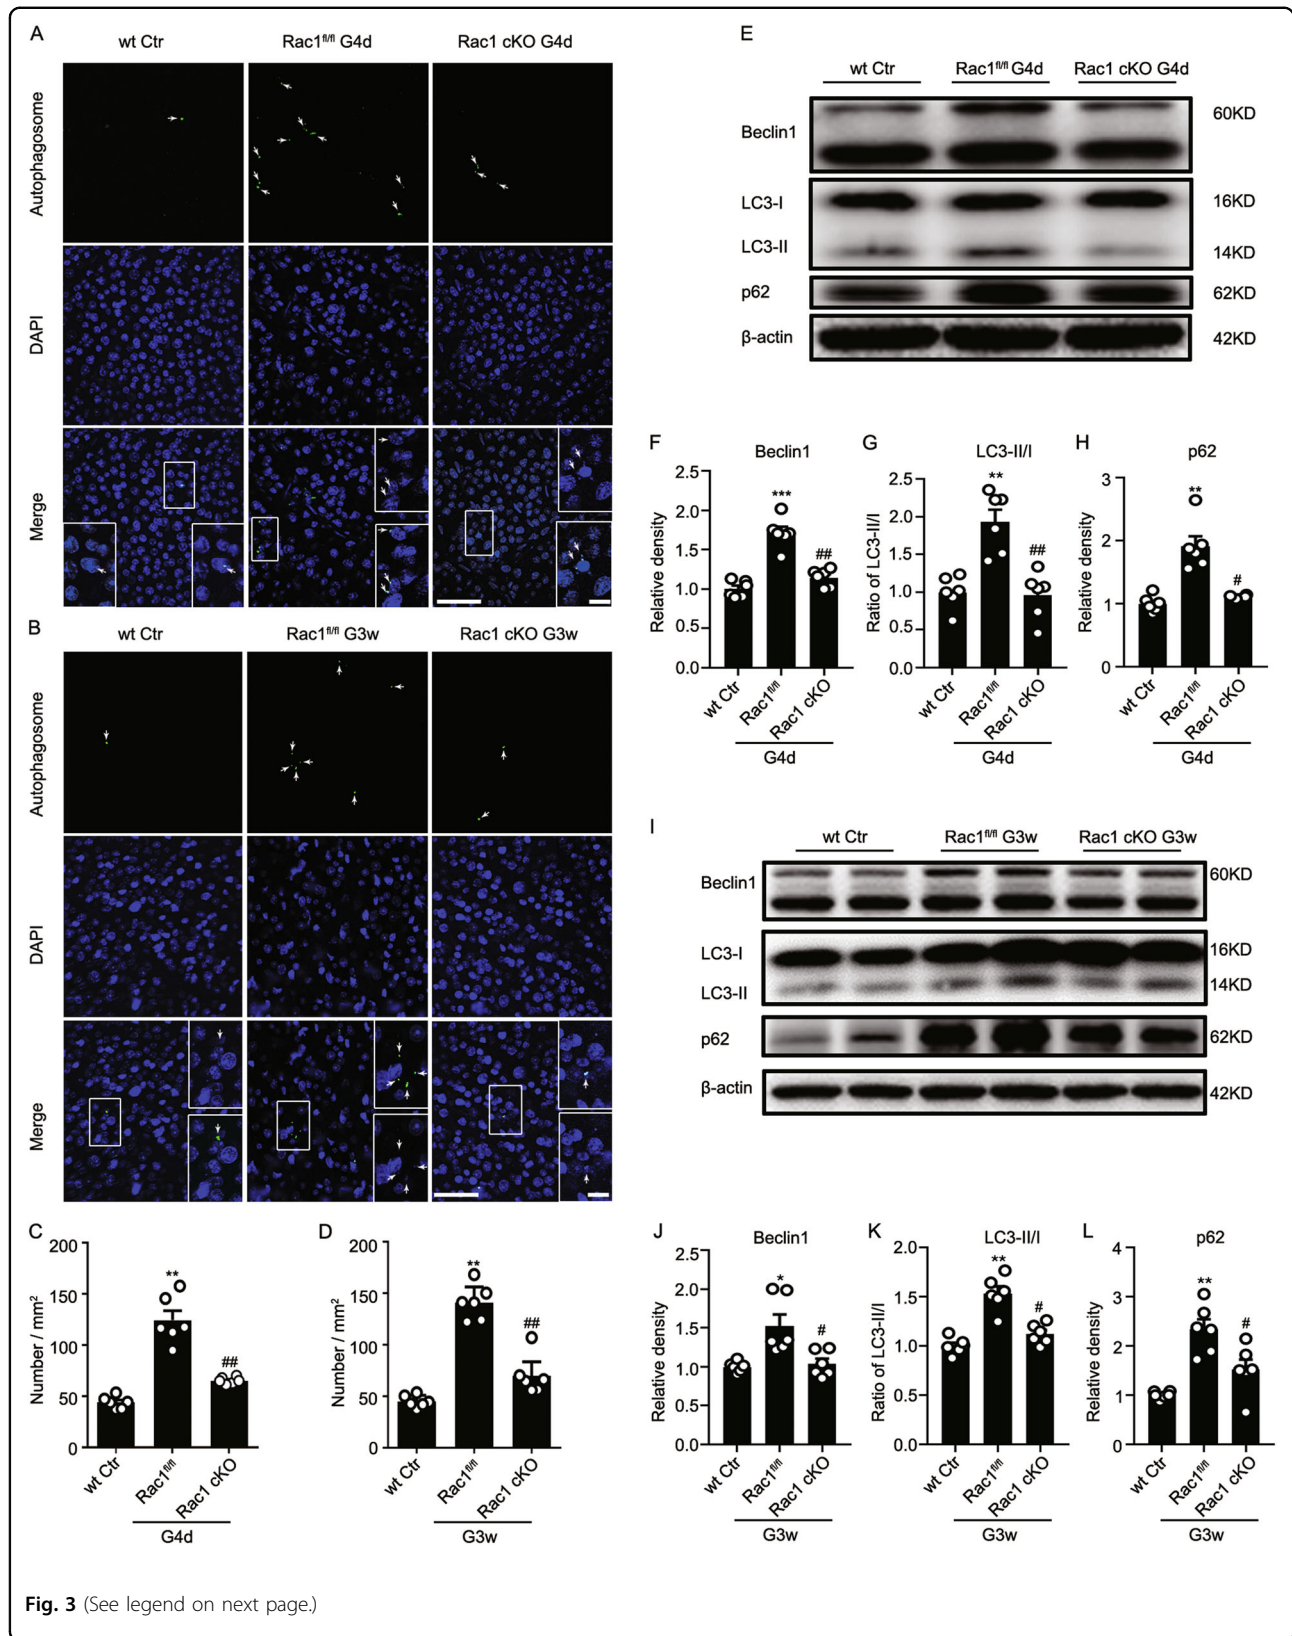 A
wt Ctr
Rac1fl/fl G4d
Rac1 cKO G4d
Autophagosome
DAPI
Merge
B
wt Ctr
Rac1fl/fl G3w
Rac1 cKO G3w
Autophagosome
DAPI
Merge
C
Number / mm²
200
150
100
50
0
**
##
wt Ctr
Rac1fl/fl
Rac1 cKO
G4d
D
Number / mm²
200
150
100
50
0
**
##
wt Ctr
Rac1fl/fl
Rac1 cKO
G3w
E
wt Ctr
Rac1fl/fl G4d
Rac1 cKO G4d
Beclin1
60KD
LC3-I
16KD
LC3-II
14KD
p62
62KD
β-actin
42KD
F
Beclin1
Relative density
2.5
2.0
1.5
1.0
0.5
0.0
***
##
wt Ctr
Rac1fl/fl
Rac1 cKO
G4d
G
LC3-II/I
Ratio of LC3-II/I
2.5
2.0
1.5
1.0
0.5
0.0
**
##
wt Ctr
Rac1fl/fl
Rac1 cKO
G4d
H
p62
Relative density
3
2
1
0
**
#
wt Ctr
Rac1fl/fl
Rac1 cKO
G4d
I
wt Ctr
Rac1fl/fl G3w
Rac1 cKO G3w
Beclin1
60KD
LC3-I
16KD
LC3-II
14KD
p62
62KD
β-actin
42KD
J
Beclin1
Relative density
2.5
2.0
1.5
1.0
0.5
0.0
*
#
wt Ctr
Rac1fl/fl
Rac1 cKO
G3w
K
LC3-II/I
Ratio of LC3-II/I
2.0
1.5
1.0
0.5
0.0
**
#
wt Ctr
Rac1fl/fl
Rac1 cKO
G3w
L
p62
Relative density
4
3
2
1
0
**
#
wt Ctr
Rac1fl/fl
Rac1 cKO
G3w
Fig. 3 (See legend on next page.)